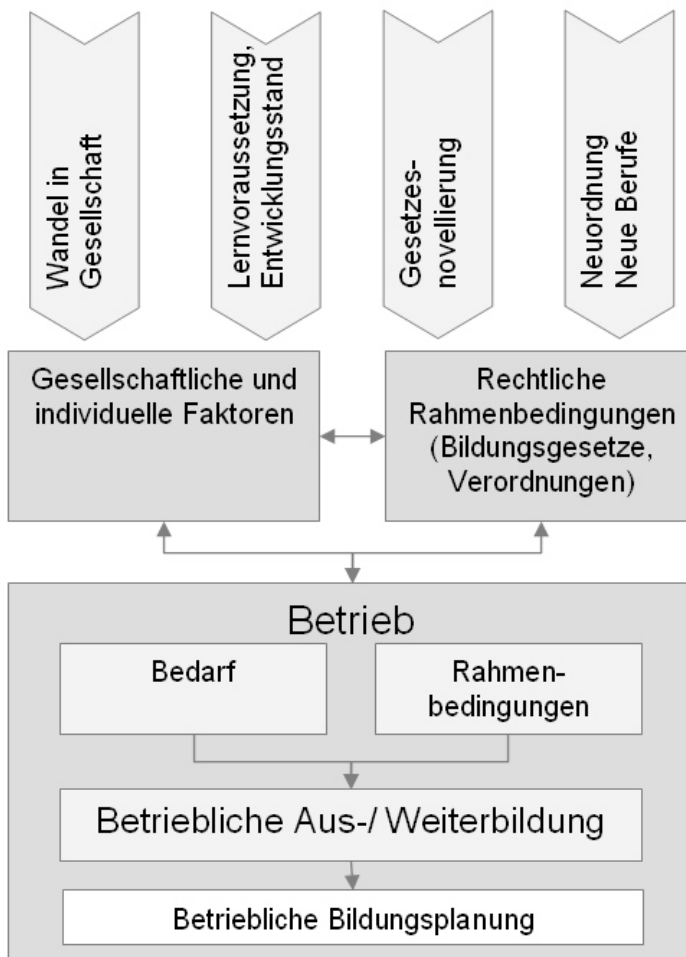 Wandel in
Gesellschaft
Lernvoraussetzung,
Entwicklungsstand
Gesetzes-
novellierung
Neuordnung
Neue Berufe
Gesellschaftliche und
individuelle Faktoren
Rechtliche
Rahmenbedingungen
(Bildungsgesetze,
Verordnungen)
Betrieb
Bedarf
Rahmen-
bedingungen
Betriebliche Aus-/ Weiterbildung
Betriebliche Bildungsplanung